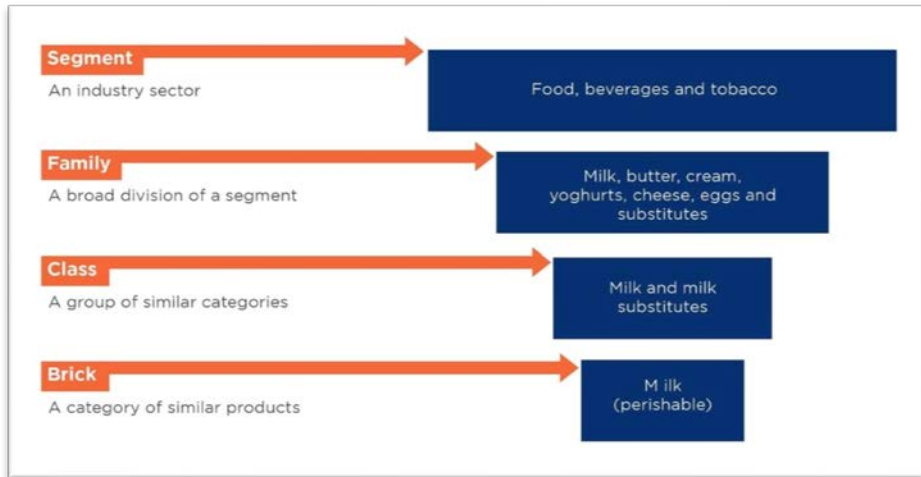 Segment
An industry sector
Food, beverages and tobacco
Family
A broad division of a segment
Milk, butter, cream,
yoghurts, cheese, eggs and
substitutes
Class
A group of similar categories
Milk and milk
substitutes
Brick
A category of similar products
M ilk
(perishable)